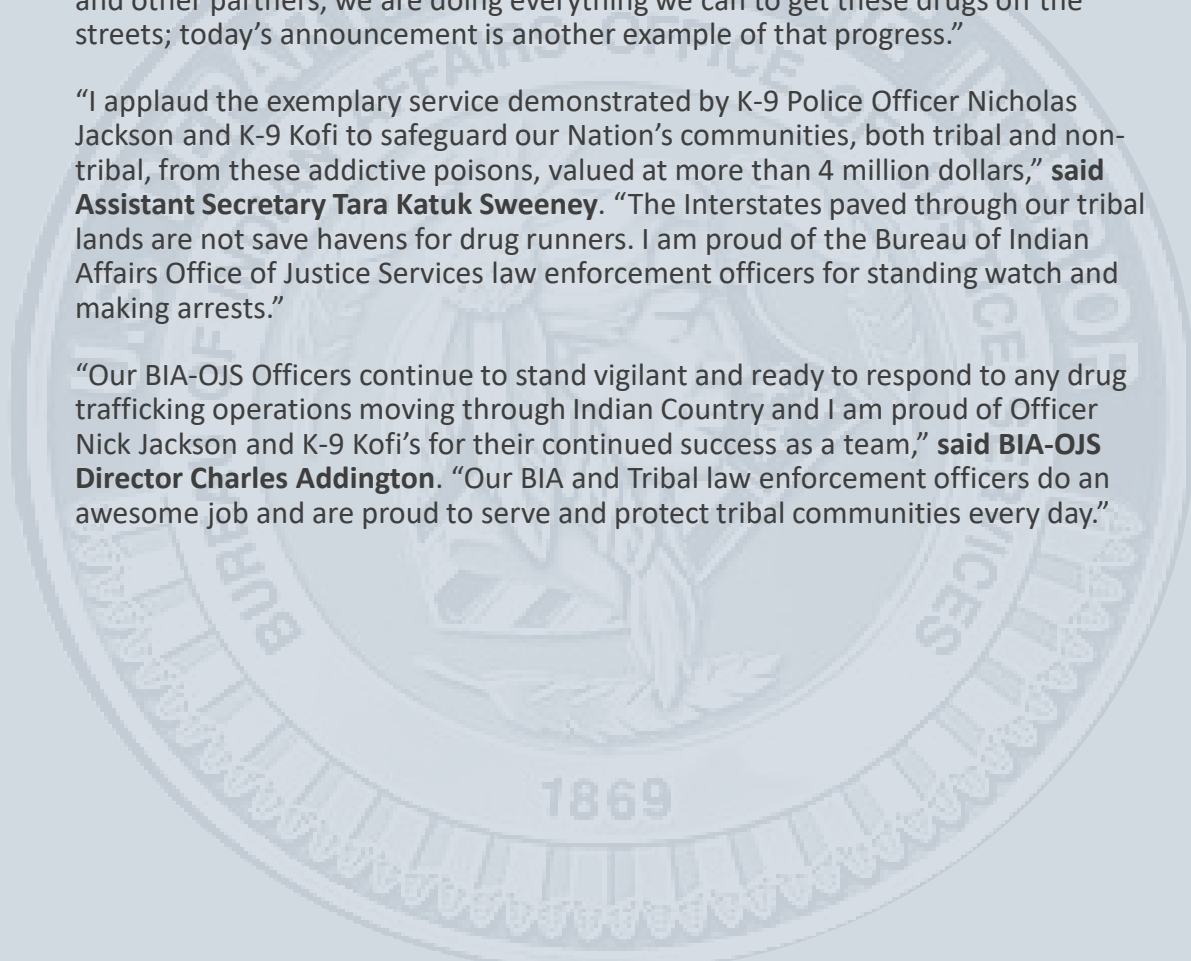 and other partners, we are doing everything we can to get these drugs off the
streets; today’s announcement is another example of that progress.”
“I applaud the exemplary service demonstrated by K-9 Police Officer Nicholas
Jackson and K-9 Kofi to safeguard our Nation’s communities, both tribal and non-
tribal, from these addictive poisons, valued at more than 4 million dollars,” said
Assistant Secretary Tara Katuk Sweeney. “The Interstates paved through our tribal
lands are not save havens for drug runners. I am proud of the Bureau of Indian
Affairs Office of Justice Services law enforcement officers for standing watch and
making arrests.”
“Our BIA-OJS Officers continue to stand vigilant and ready to respond to any drug
trafficking operations moving through Indian Country and I am proud of Officer
Nick Jackson and K-9 Kofi’s for their continued success as a team,” said BIA-OJS
Director Charles Addington. “Our BIA and Tribal law enforcement officers do an
awesome job and are proud to serve and protect tribal communities every day.”
BUREAU OF INDIAN AFFAIRS OFFICE OF JUSTICE SERVICES
1869